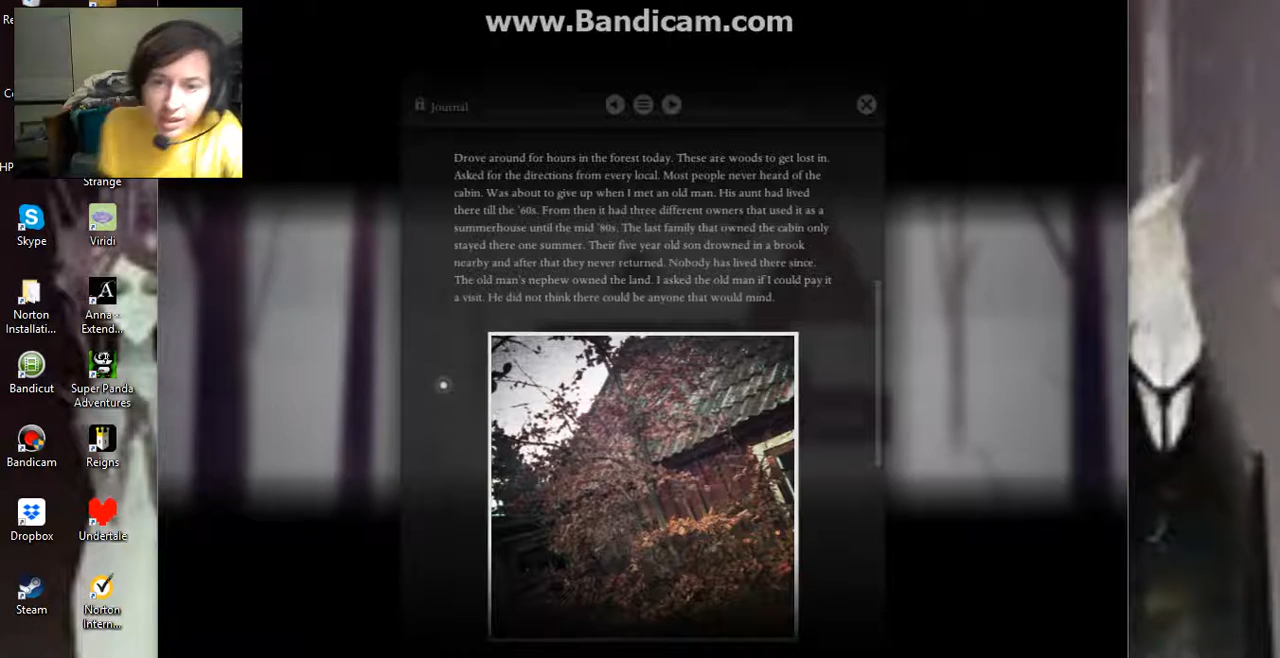 www.Bandicam.com
Journal
Drove around for hours in the forest today. These are woods to get lost in.
Asked for the directions from every local. Most people never heard of the
cabin. Was about to give up when I met an old man. His aunt had lived
there till the '60s. From then it had three different owners that used it as a
summerhouse until the mid '80s. The last family that owned the cabin only
stayed there one summer. Their five year old son drowned in a brook
nearby and after that they never returned. Nobody has lived there since.
The old man's nephew owned the land. I asked the old man if I could pay it
a visit. He did not think there could be anyone that would mind.
HP
Strange
Skype
Viridi
Norton
Installati...
Anna -
Extend...
Bandicut
Super Panda
Adventures
Bandicam
Reigns
Dropbox
Undertale
Steam
Norton
Intern...